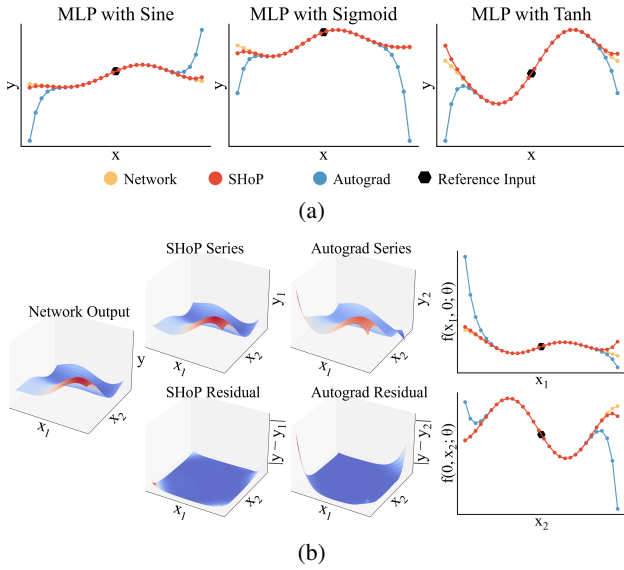 MLP with Sine
MLP with Sigmoid
MLP with Tanh
y
y
y
x
x
x
Network
SHoP
Autograd
Reference Input
(a)
SHoP Series
Autograd Series
Network Output
y
x1
x2
y1
x1
x2
y2
x1
x2
f(x1, 0; θ)
x1
SHoP Residual
Autograd Residual
|y − y1|
x1
x2
|y − y2|
x1
x2
f(0, x2; θ)
x2
(b)